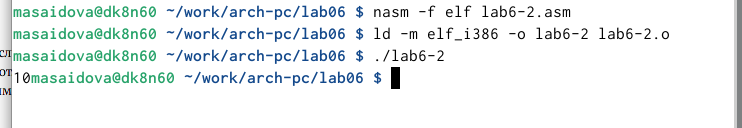 masaidova@dk8n60 ~/work/arch-pc/lab06 $ nasm -f elf lab6-2.asm
masaidova@dk8n60 ~/work/arch-pc/lab06 $ ld -m elf_i386 -o lab6-2 lab6-2.o
masaidova@dk8n60 ~/work/arch-pc/lab06 $ ./lab6-2
10masaidova@dk8n60 ~/work/arch-pc/lab06 $